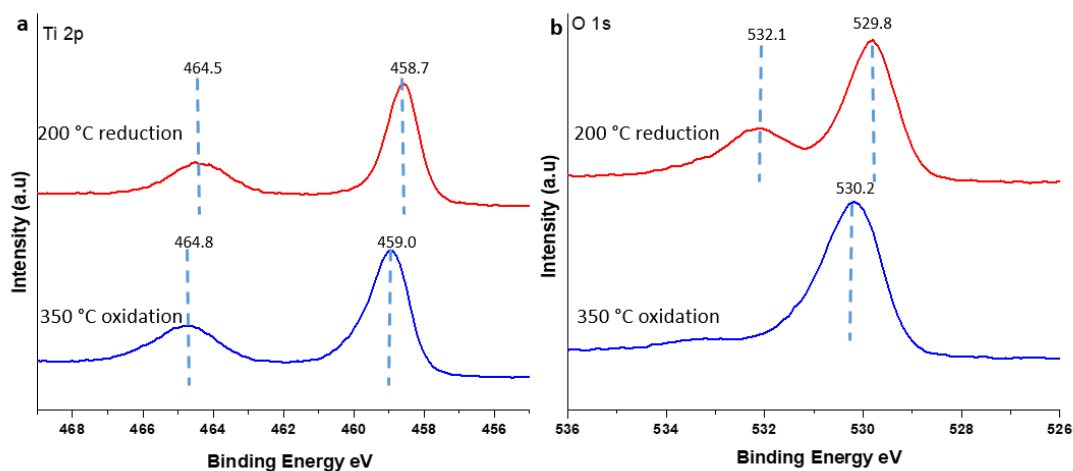 a
Ti 2p
464.5
458.7
200 °C reduction
464.8
459.0
350 °C oxidation
Intensity (a.u)
468 466 464 462 460 458 456
Binding Energy eV
b
O 1s
532.1
529.8
200 °C reduction
530.2
350 °C oxidation
Intensity (a.u)
536 534 532 530 528 526
Binding Energy eV